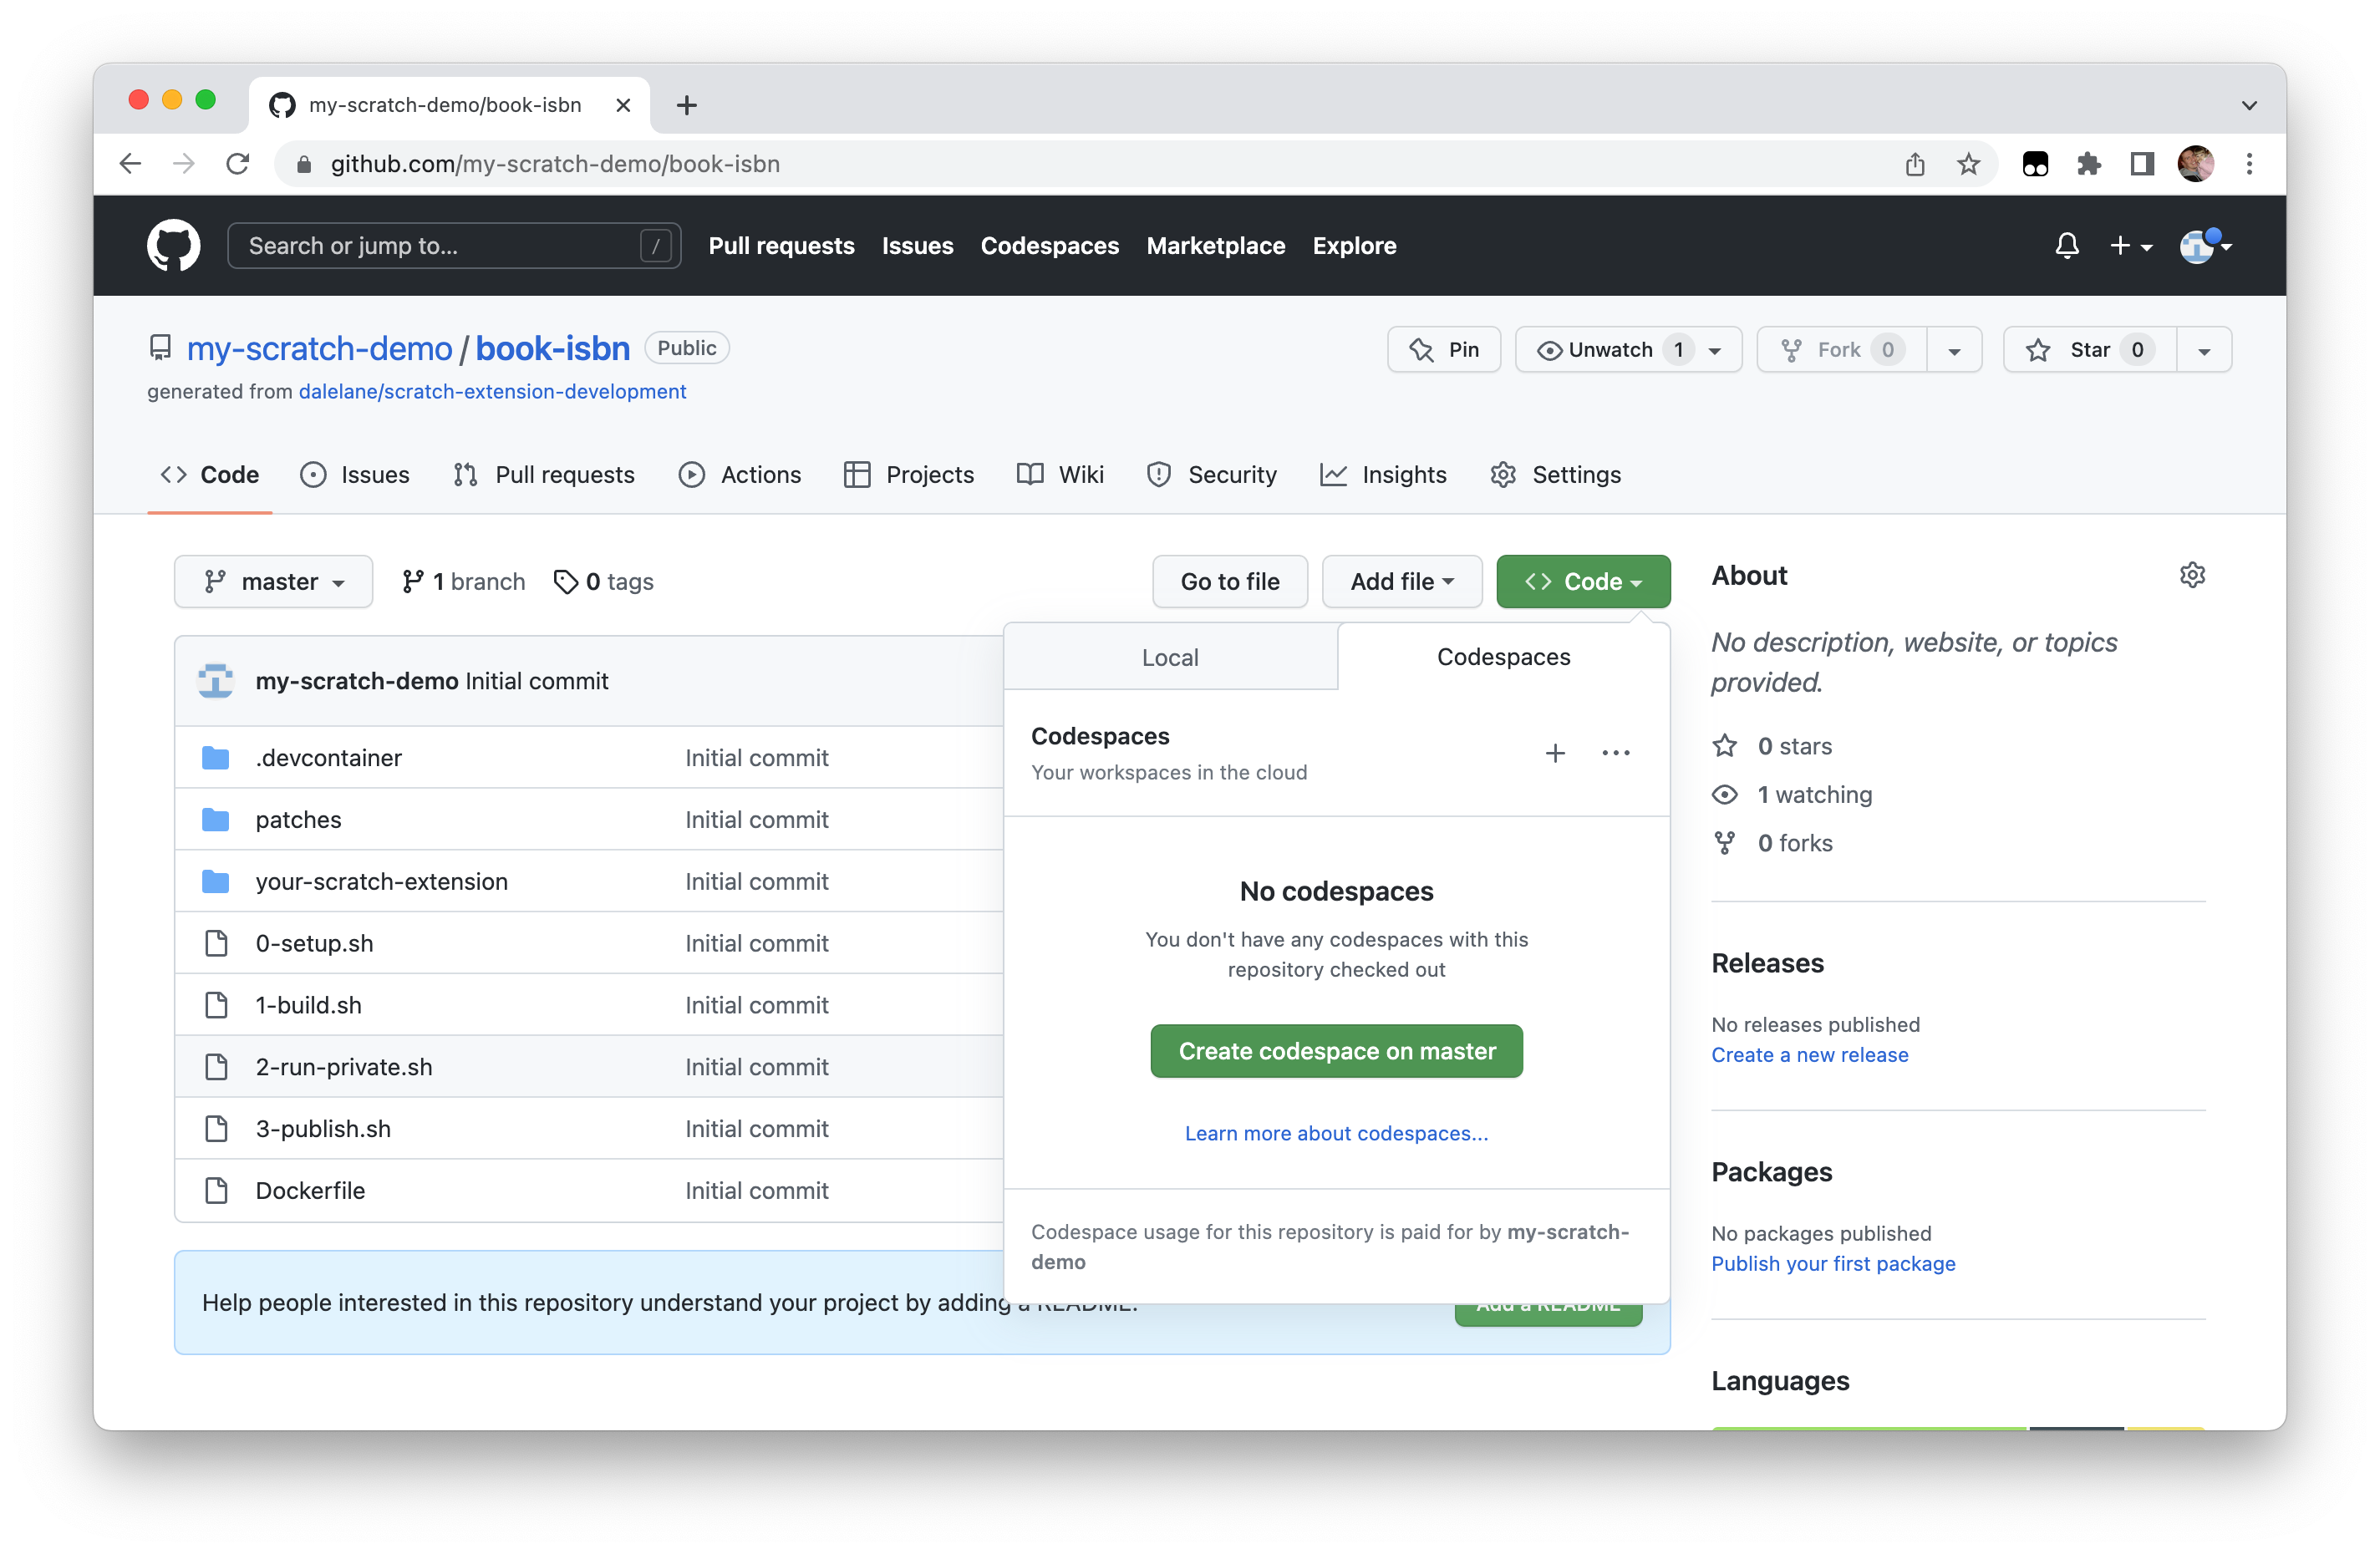 my-scratch-demo/book-isbn
github.com/my-scratch-demo/book-isbn
Search or jump to... /
Pull requests Issues Codespaces Marketplace Explore
my-scratch-demo / book-isbn Public
Pin Unwatch 1 Fork 0 Star 0
generated from dalelane/scratch-extension-development
Code Issues Pull requests Actions Projects Wiki Security Insights Settings
master 1 branch 0 tags Go to file Add file Code
Local Codespaces
my-scratch-demo Initial commit
.devcontainer Initial commit
patches Initial commit
your-scratch-extension Initial commit
0-setup.sh Initial commit
1-build.sh Initial commit
2-run-private.sh Initial commit
3-publish.sh Initial commit
Dockerfile Initial commit
Codespaces
Your workspaces in the cloud
No codespaces
You don't have any codespaces with this
repository checked out
Create codespace on master
Learn more about codespaces...
Codespace usage for this repository is paid for by my-scratch-
demo
Help people interested in this repository understand your project by adding a README.
Add a README
About
No description, website, or topics
provided.
0 stars
1 watching
0 forks
Releases
No releases published
Create a new release
Packages
No packages published
Publish your first package
Languages